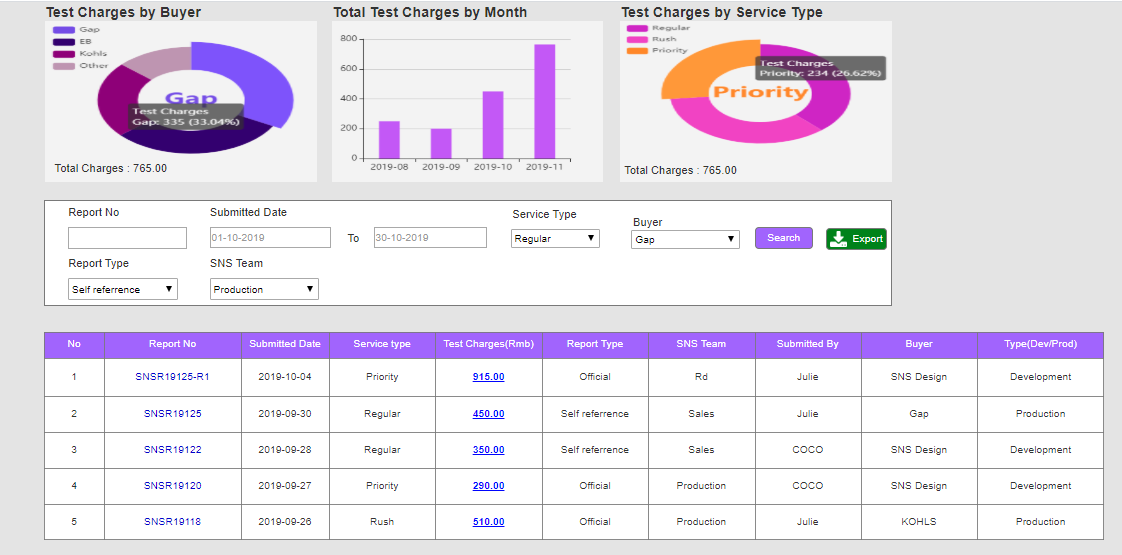 Test Charges by Buyer
Gap
EB
Kohls
Other
Gap
Test Charges
Gap: 335 (33.04%)
Total Charges : 765.00
Total Test Charges by Month
800
600
400
200
0
2019-08 2019-09 2019-10 2019-11
Test Charges by Service Type
Regular
Rush
Priority
Test Charges
Priority: 234 (26.62%)
Priority
Total Charges : 765.00
Report No Submitted Date Service Type Buyer
01-10-2019 To 30-10-2019 Regular Gap Search Export
Report Type SNS Team
Self referrence Production
No Report No Submitted Date Service type Test Charges(Rmb) Report Type SNS Team Submitted By Buyer Type(Dev/Prod)
1 SNSR19125-R1 2019-10-04 Priority 915.00 Official Rd Julie SNS Design Development
2 SNSR19125 2019-09-30 Regular 450.00 Self referrence Sales Julie Gap Production
3 SNSR19122 2019-09-28 Regular 350.00 Self referrence Sales COCO SNS Design Development
4 SNSR19120 2019-09-27 Priority 290.00 Official Production COCO SNS Design Development
5 SNSR19118 2019-09-26 Rush 510.00 Official Production Julie KOHLS Production